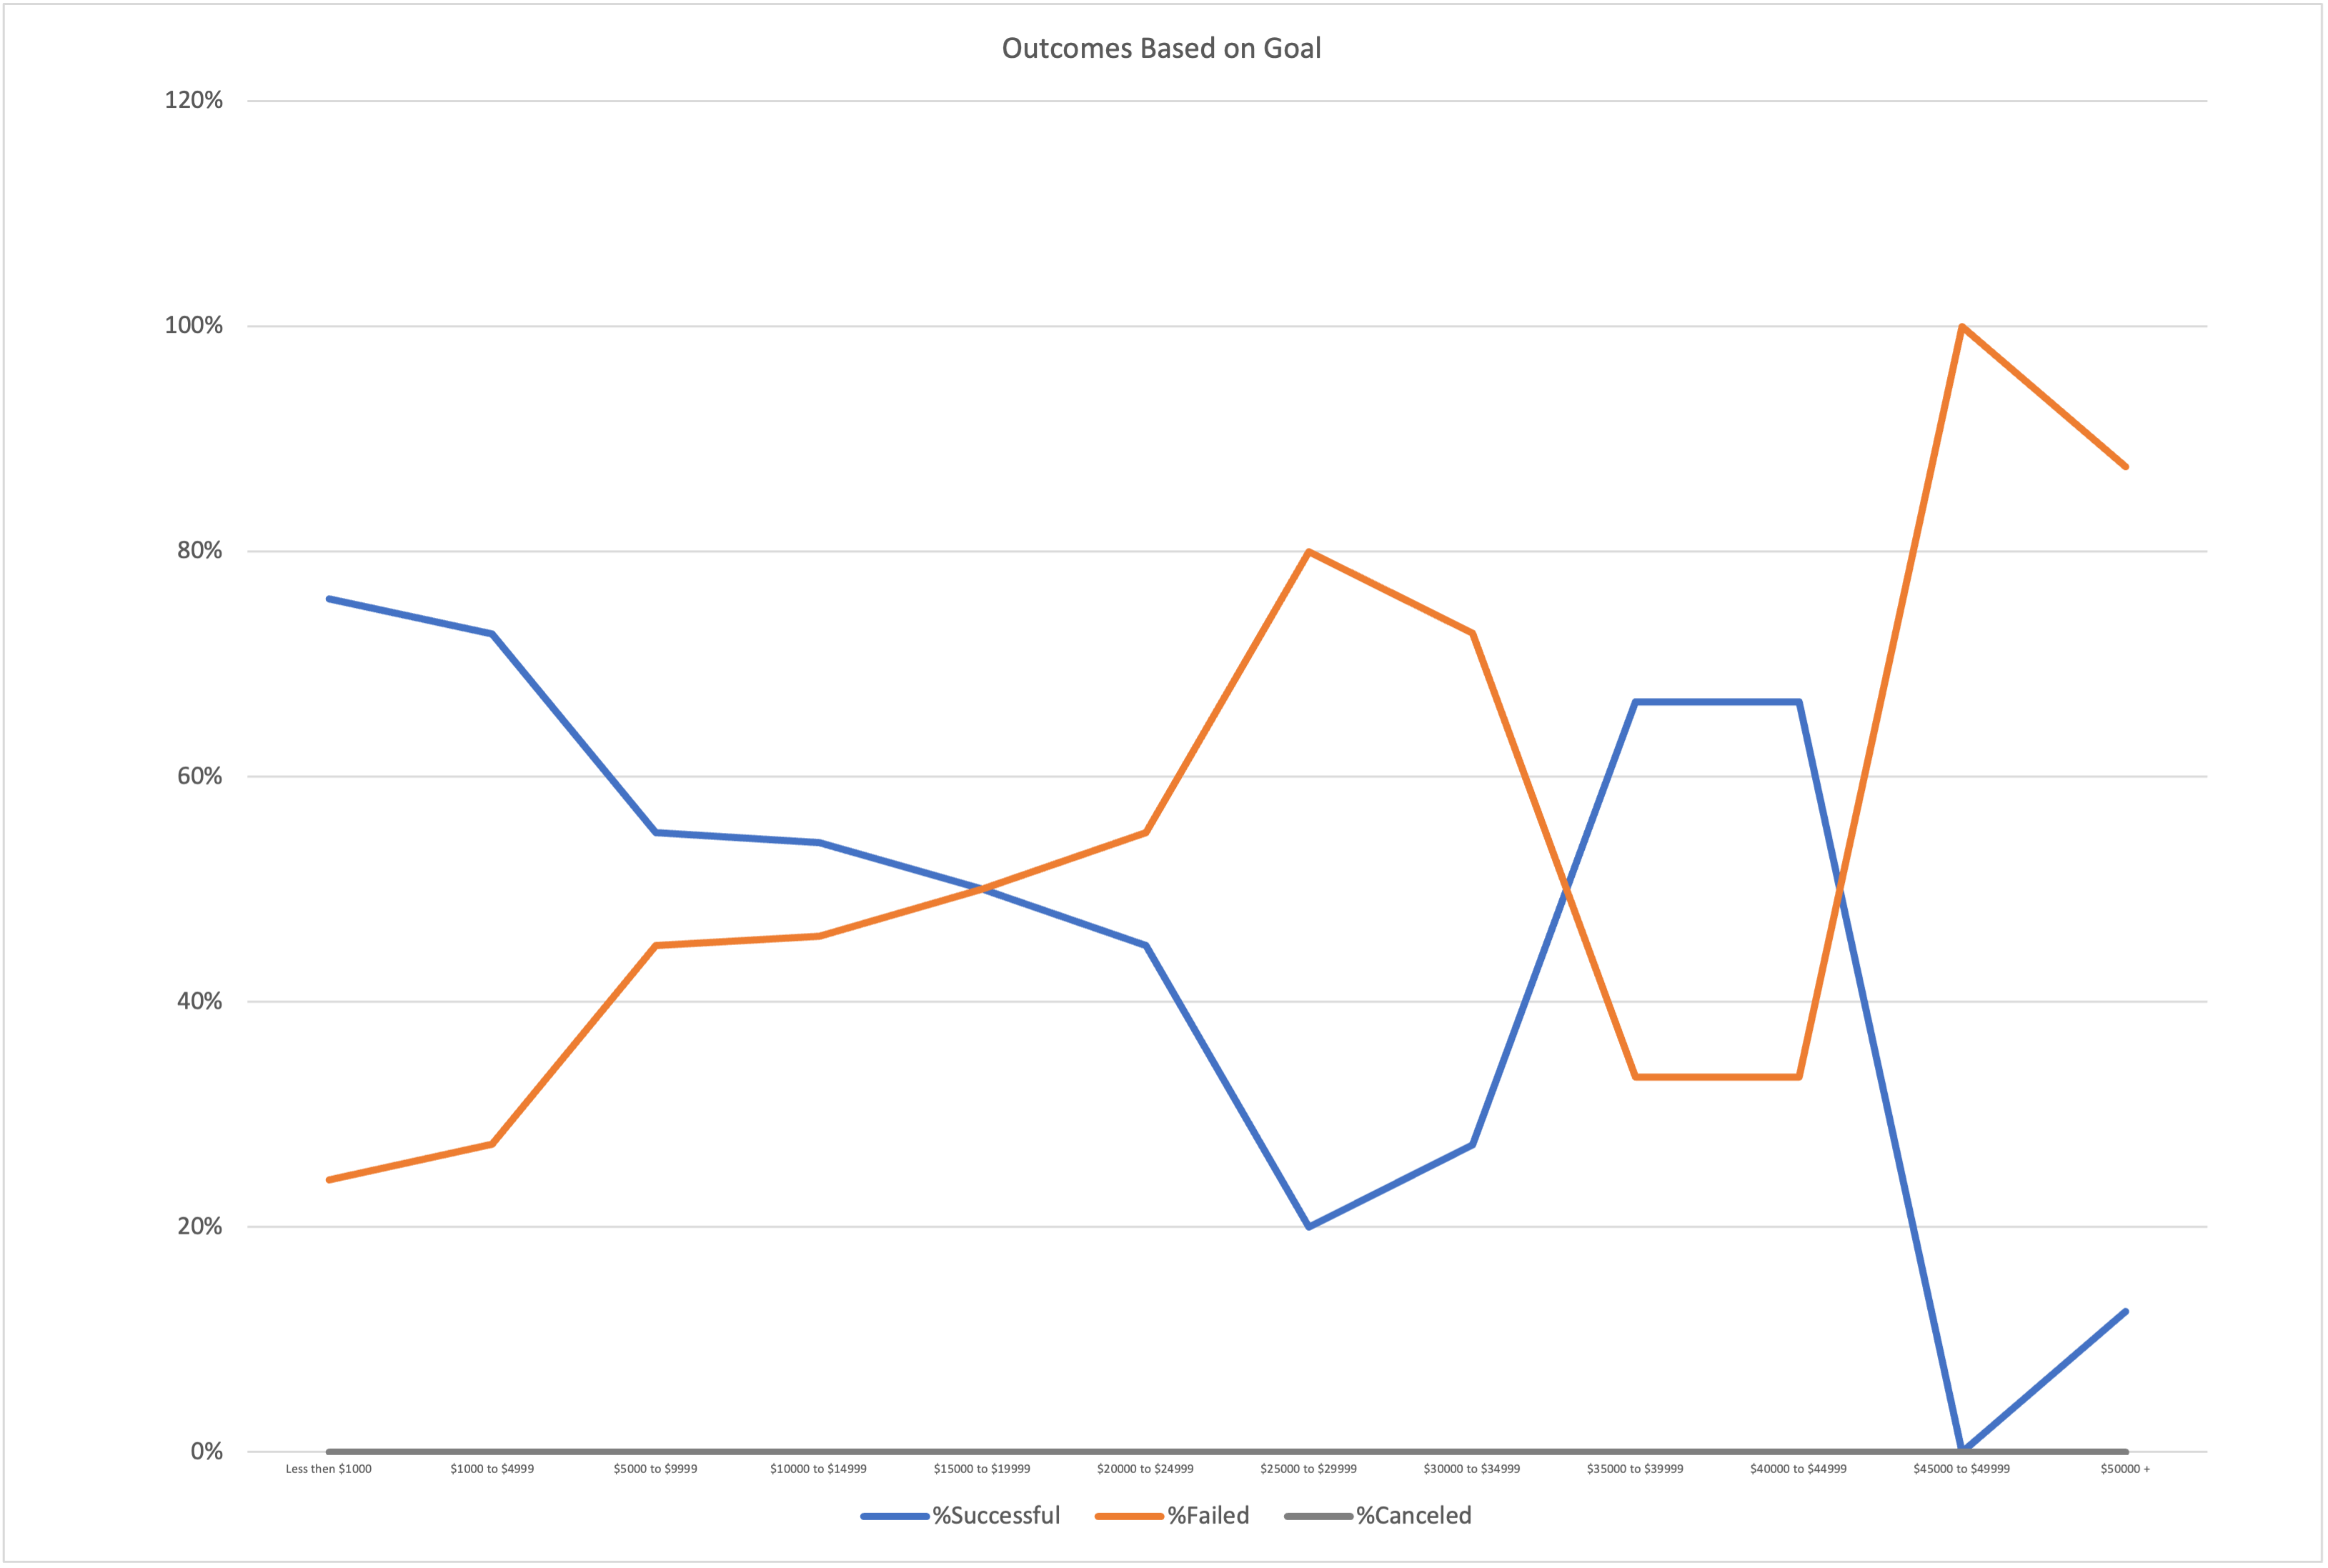 Outcomes Based on Goal
120%
100%
80%
60%
40%
20%
0%
Less then $1000 $1000 to $4999 $5000 to $9999 $10000 to $14999 $15000 to $19999 $20000 to $24999 $25000 to $29999 $30000 to $34999 $35000 to $39999 $40000 to $44999 $45000 to $49999 $50000 +
%Successful %Failed %Canceled